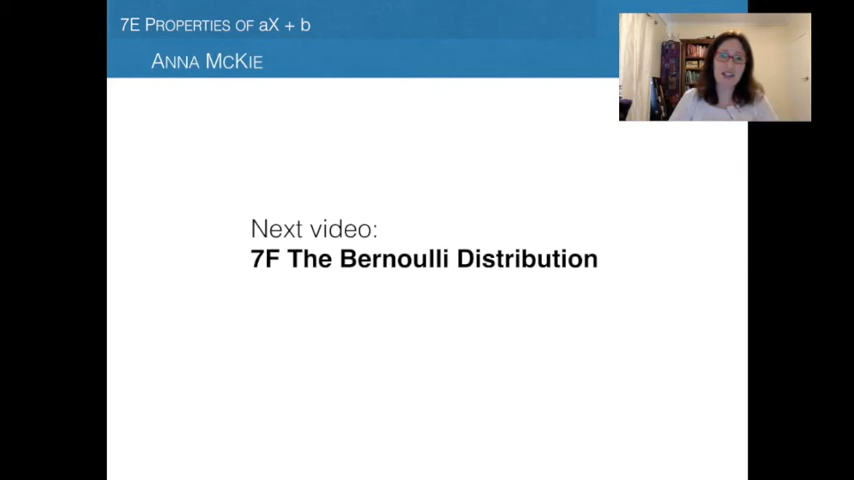 7E PROPERTIES OF aX + b
ANNA MCKIE
Next video:
7F The Bernoulli Distribution